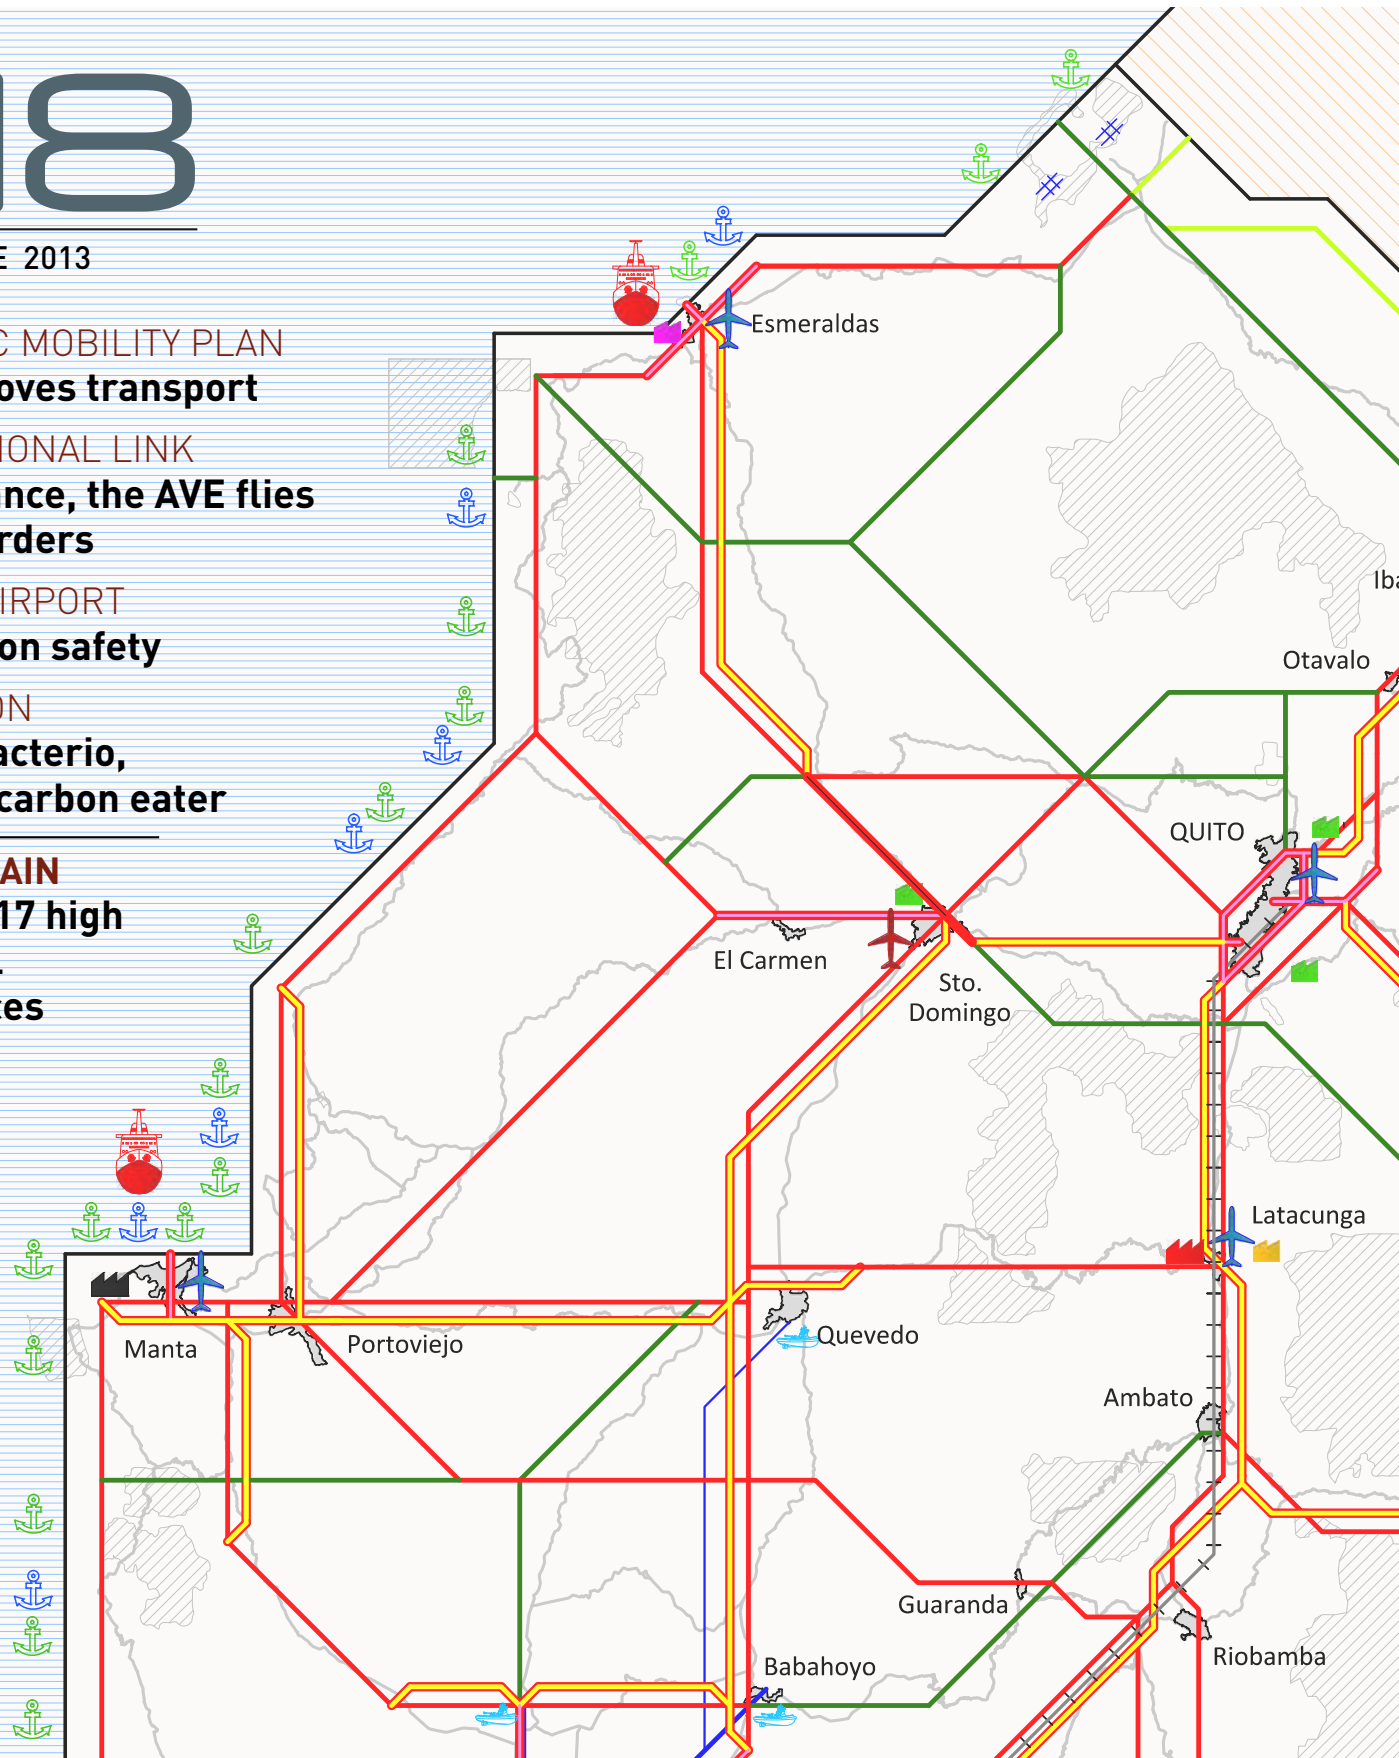 18
E 2013
C MOBILITY PLAN
oves transport
IONAL LINK
ance, the AVE flies
rders
IRPORT
on safety
ON
acterio,
carbon eater
AIN
17 high
ces
Esmeraldas
Iba
Otavalo
QUITO
El Carmen
Sto.
Domingo
Latacunga
Manta
Portoviejo
Quevedo
Ambato
Guaranda
Riobamba
Babahoyo